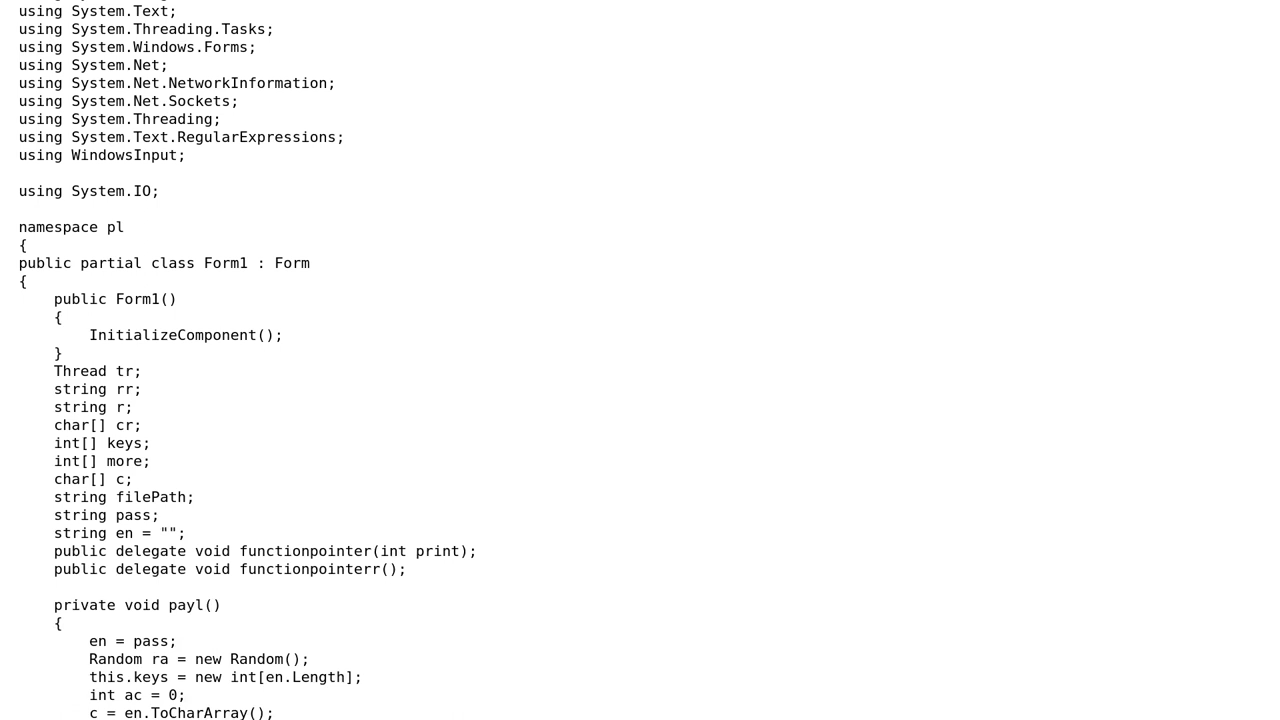 using System.Text;
using System.Threading.Tasks;
using System.Windows.Forms;
using System.Net;
using System.Net.NetworkInformation;
using System.Net.Sockets;
using System.Threading;
using System.Text.RegularExpressions;
using WindowsInput;

using System.IO;

namespace pl
{
public partial class Form1 : Form
{
    public Form1()
    {
        InitializeComponent();
    }
    Thread tr;
    string rr;
    string r;
    char[] cr;
    int[] keys;
    int[] more;
    char[] c;
    string filePath;
    string pass;
    string en = "";
    public delegate void functionpointer(int print);
    public delegate void functionpointerr();

    private void payl()
    {
        en = pass;
        Random ra = new Random();
        this.keys = new int[en.Length];
        int ac = 0;
        c = en.ToCharArray();